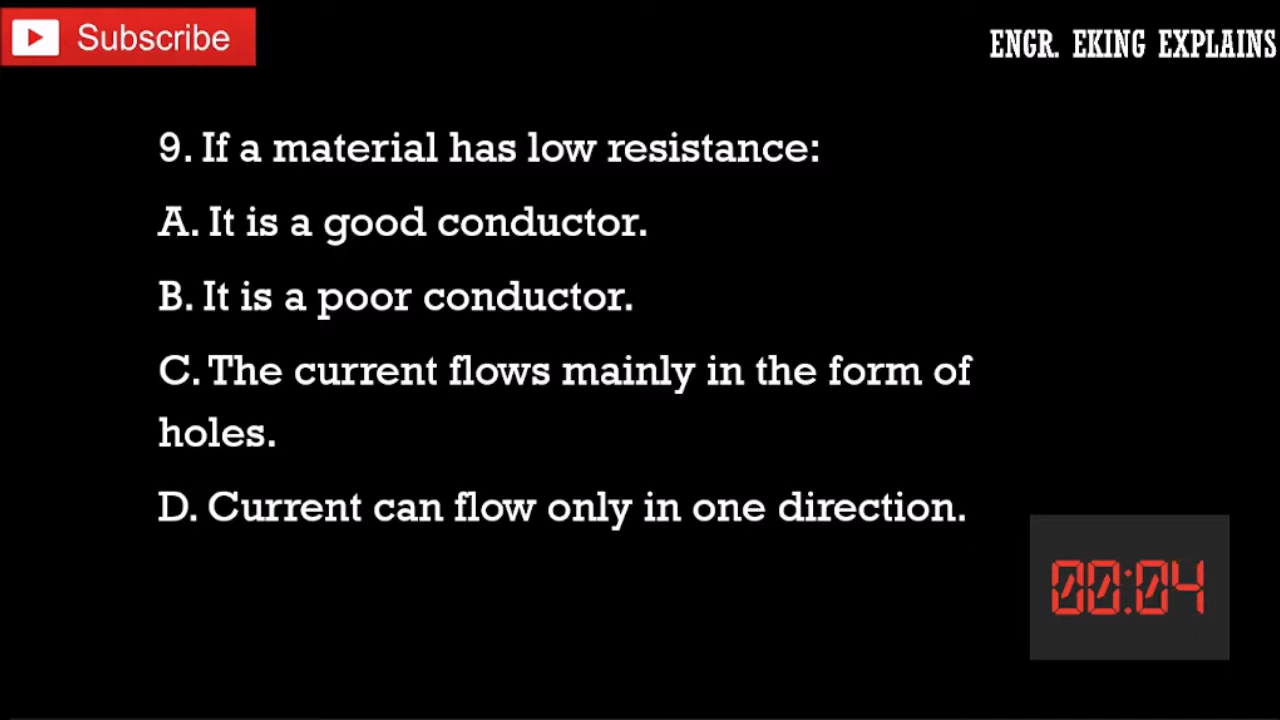 Subscribe
ENGR. EKING EXPLAINS
9. If a material has low resistance:
A. It is a good conductor.
B. It is a poor conductor.
C. The current flows mainly in the form of
holes.
D. Current can flow only in one direction.
00:04